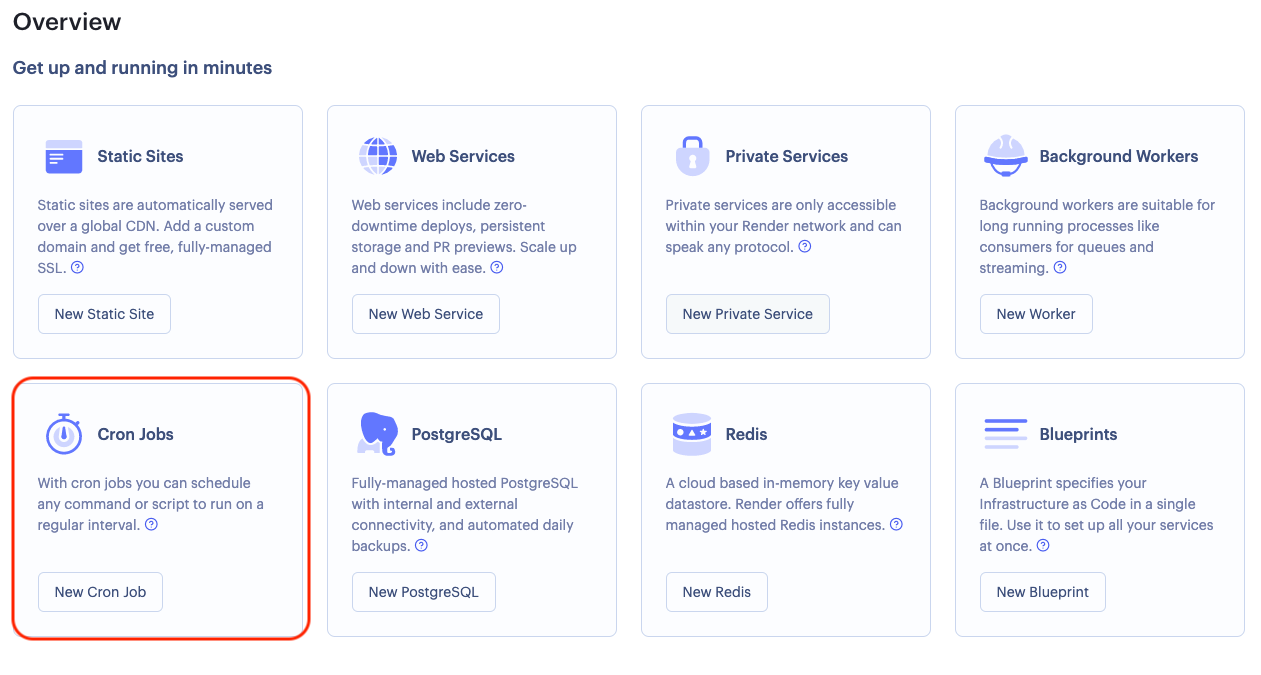 Overview
Get up and running in minutes
Static Sites
Static sites are automatically served
over a global CDN. Add a custom
domain and get free, fully-managed
SSL.
New Static Site
Web Services
Web services include zero-
downtime deploys, persistent
storage and PR previews. Scale up
and down with ease.
New Web Service
Private Services
Private services are only accessible
within your Render network and can
speak any protocol.
New Private Service
Background Workers
Background workers are suitable for
long running processes like
consumers for queues and
streaming.
New Worker
Cron Jobs
With cron jobs you can schedule
any command or script to run on a
regular interval.
New Cron Job
PostgreSQL
Fully-managed hosted PostgreSQL
with internal and external
connectivity, and automated daily
backups.
New PostgreSQL
Redis
A cloud based in-memory key value
datastore. Render offers fully
managed hosted Redis instances.
New Redis
Blueprints
A Blueprint specifies your
Infrastructure as Code in a single
file. Use it to set up all your services
at once.
New Blueprint